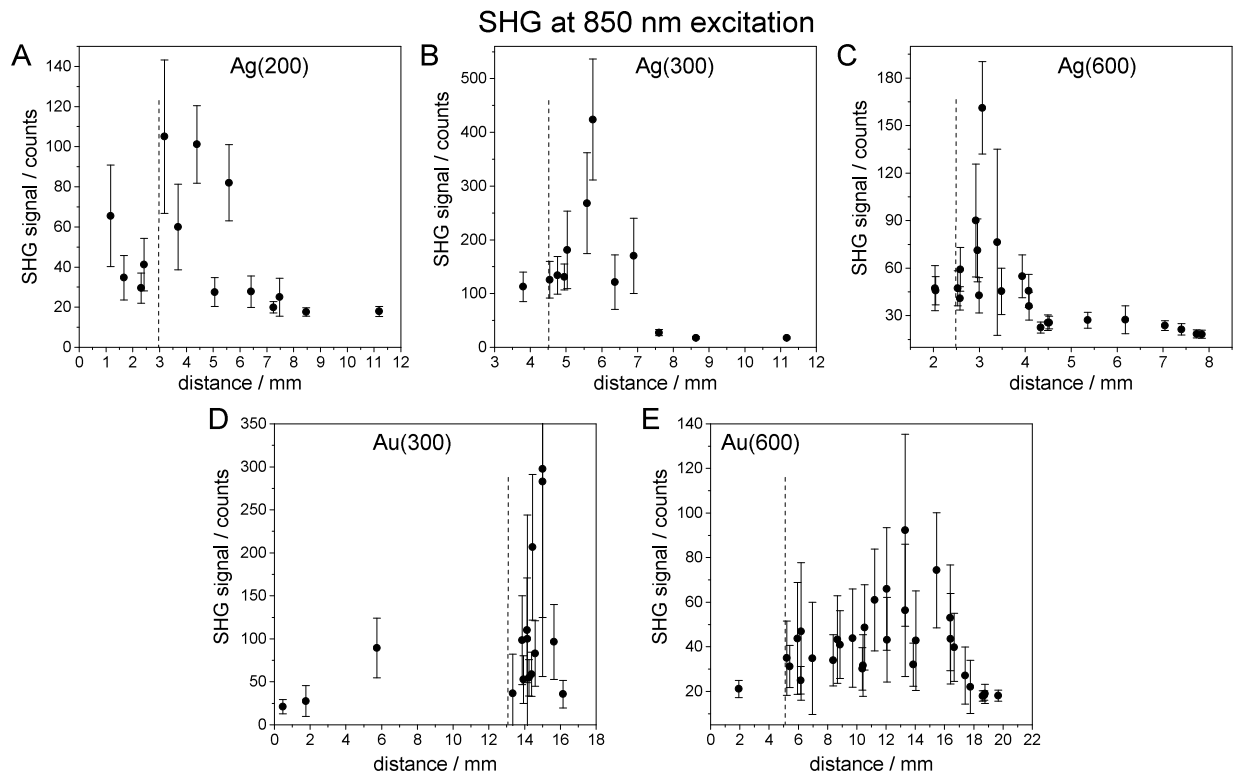 SHG at 850 nm excitation
A
Ag(200)
SHG signal / counts
0 20 40 60 80 100 120 140
0 1 2 3 4 5 6 7 8 9 10 11 12
distance / mm
B
Ag(300)
SHG signal / counts
0 100 200 300 400 500
3 4 5 6 7 8 9 10 11 12
distance / mm
C
Ag(600)
SHG signal / counts
30 60 90 120 150 180
2 3 4 5 6 7 8
distance / mm
D
Au(300)
SHG signal / counts
0 50 100 150 200 250 300 350
0 2 4 6 8 10 12 14 16 18
distance / mm
E
Au(600)
SHG signal / counts
20 40 60 80 100 120 140
0 2 4 6 8 10 12 14 16 18 20 22
distance / mm